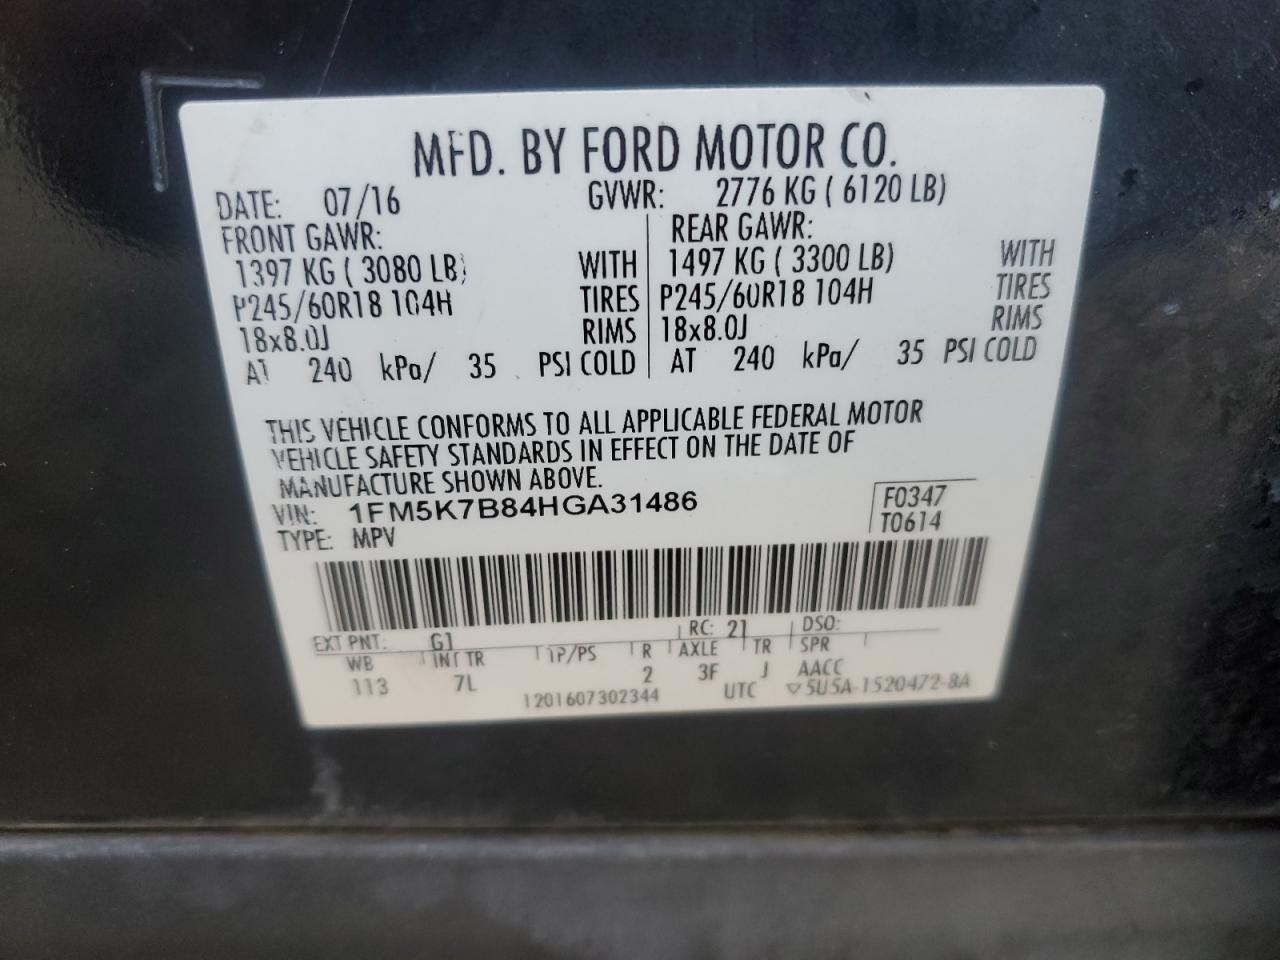 MFD. BY FORD MOTOR CO.
DATE: 07/16 GVWR: 2776 KG ( 6120 LB)
FRONT GAWR: REAR GAWR:
1397 KG ( 3080 LB) WITH 1497 KG ( 3300 LB) WITH
P245/60R18 104H TIRES P245/60R18 104H TIRES
18x8.0J RIMS 18x8.0J RIMS
AT 240 kPa/ 35 PSI COLD AT 240 kPa/ 35 PSI COLD
THIS VEHICLE CONFORMS TO ALL APPLICABLE FEDERAL MOTOR
VEHICLE SAFETY STANDARDS IN EFFECT ON THE DATE OF
MANUFACTURE SHOWN ABOVE.
VIN: 1FM5K7B84HGA31486 F0347
TYPE: MPV T0614
EXT PNT: G1 RC: 21 DSO:
WB INT TR TP/PS R AXLE TR SPR
113 7L 2 3F J AACC
1201607302344 UTC ▽5U5A-1520472-BA